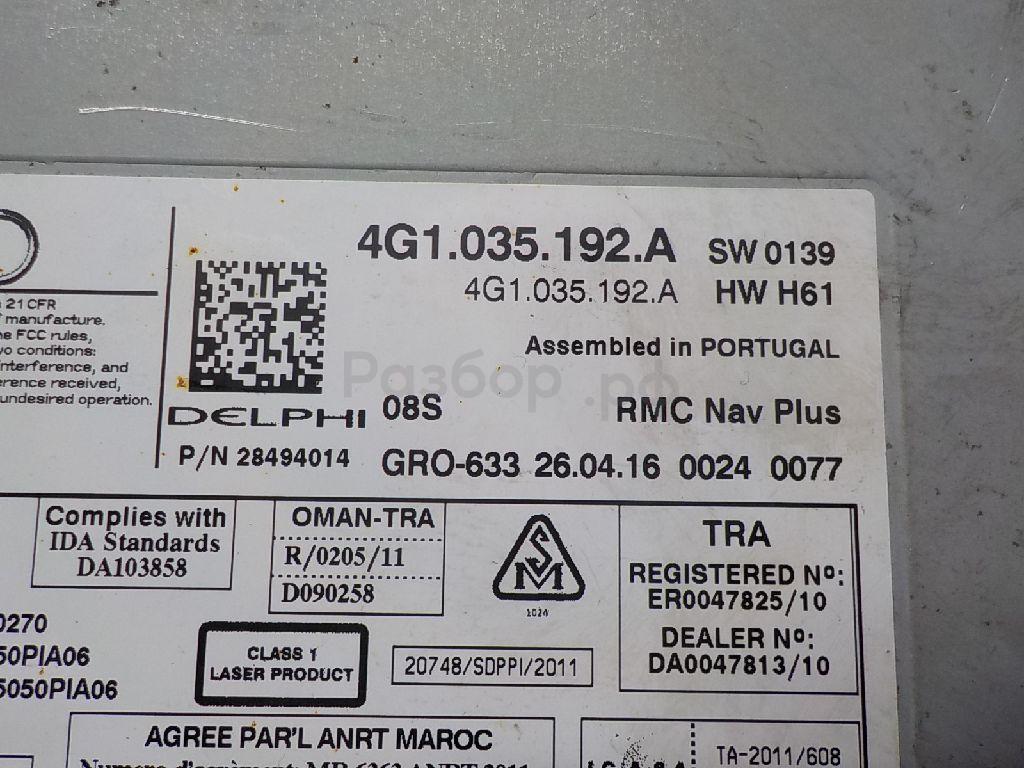 4G1.035.192.A SW 0139
4G1.035.192.A HW H61
Assembled in PORTUGAL
Разбор.рф
DELPHI 08S RMC Nav Plus
P/N 28494014 GRO-633 26.04.16 0024 0077
21 CFR
manufacture.
FCC rules,
conditions:
interference, and
received,
undesired operation.
Complies with
IDA Standards
DA103858
OMAN-TRA
R/0205/11
D090258
SM
TRA
REGISTERED Nº:
ER0047825/10
DEALER Nº:
DA0047813/10
0270
50PIA06
5050PIA06
CLASS 1
LASER PRODUCT
20748/SDPPI/2011
AGREE PAR'L ANRT MAROC
TA-2011/608